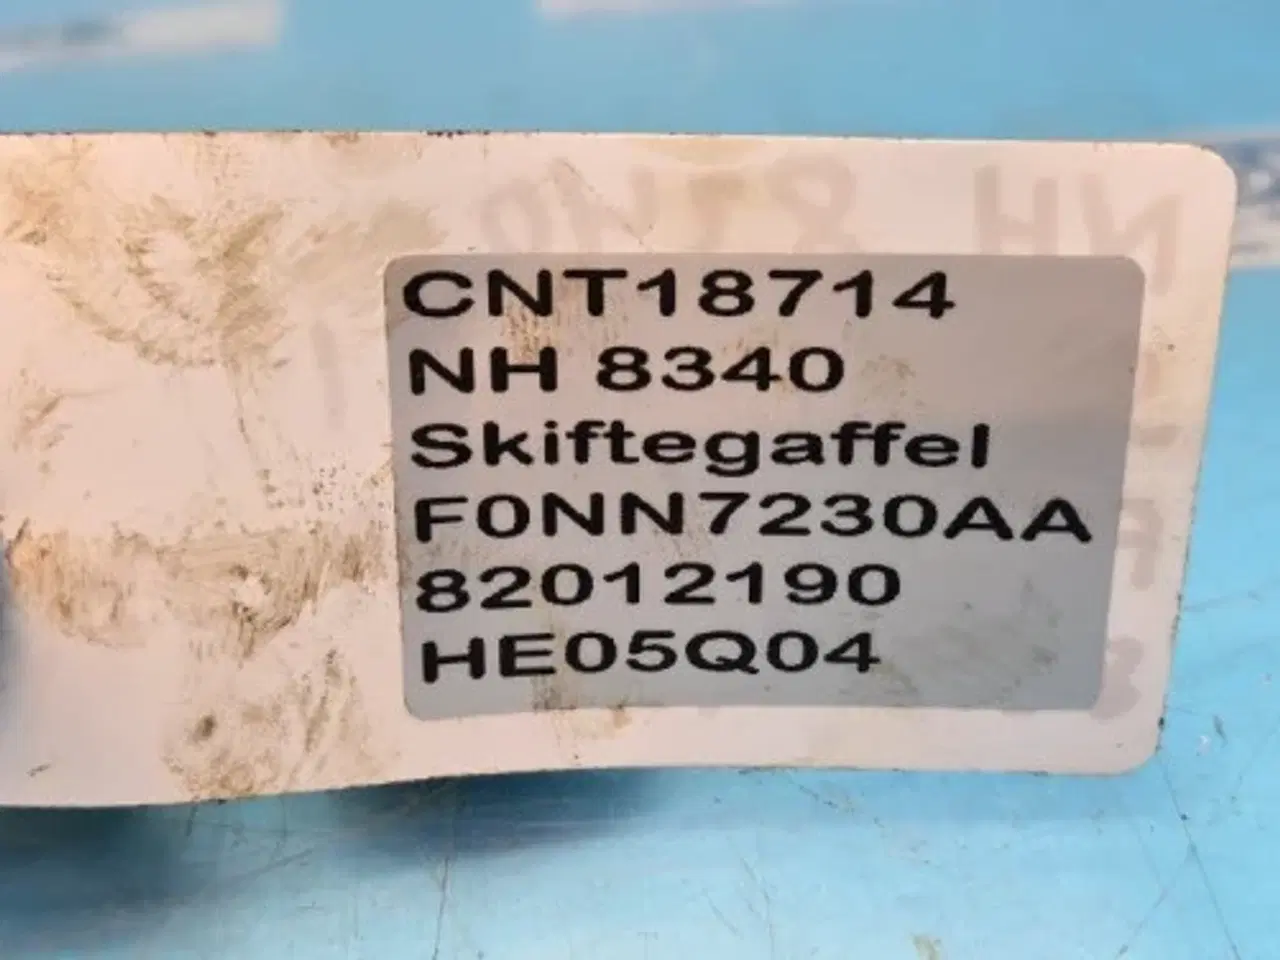 CNT18714
NH 8340
Skiftegaffel
F0NN7230AA
82012190
HE05Q04